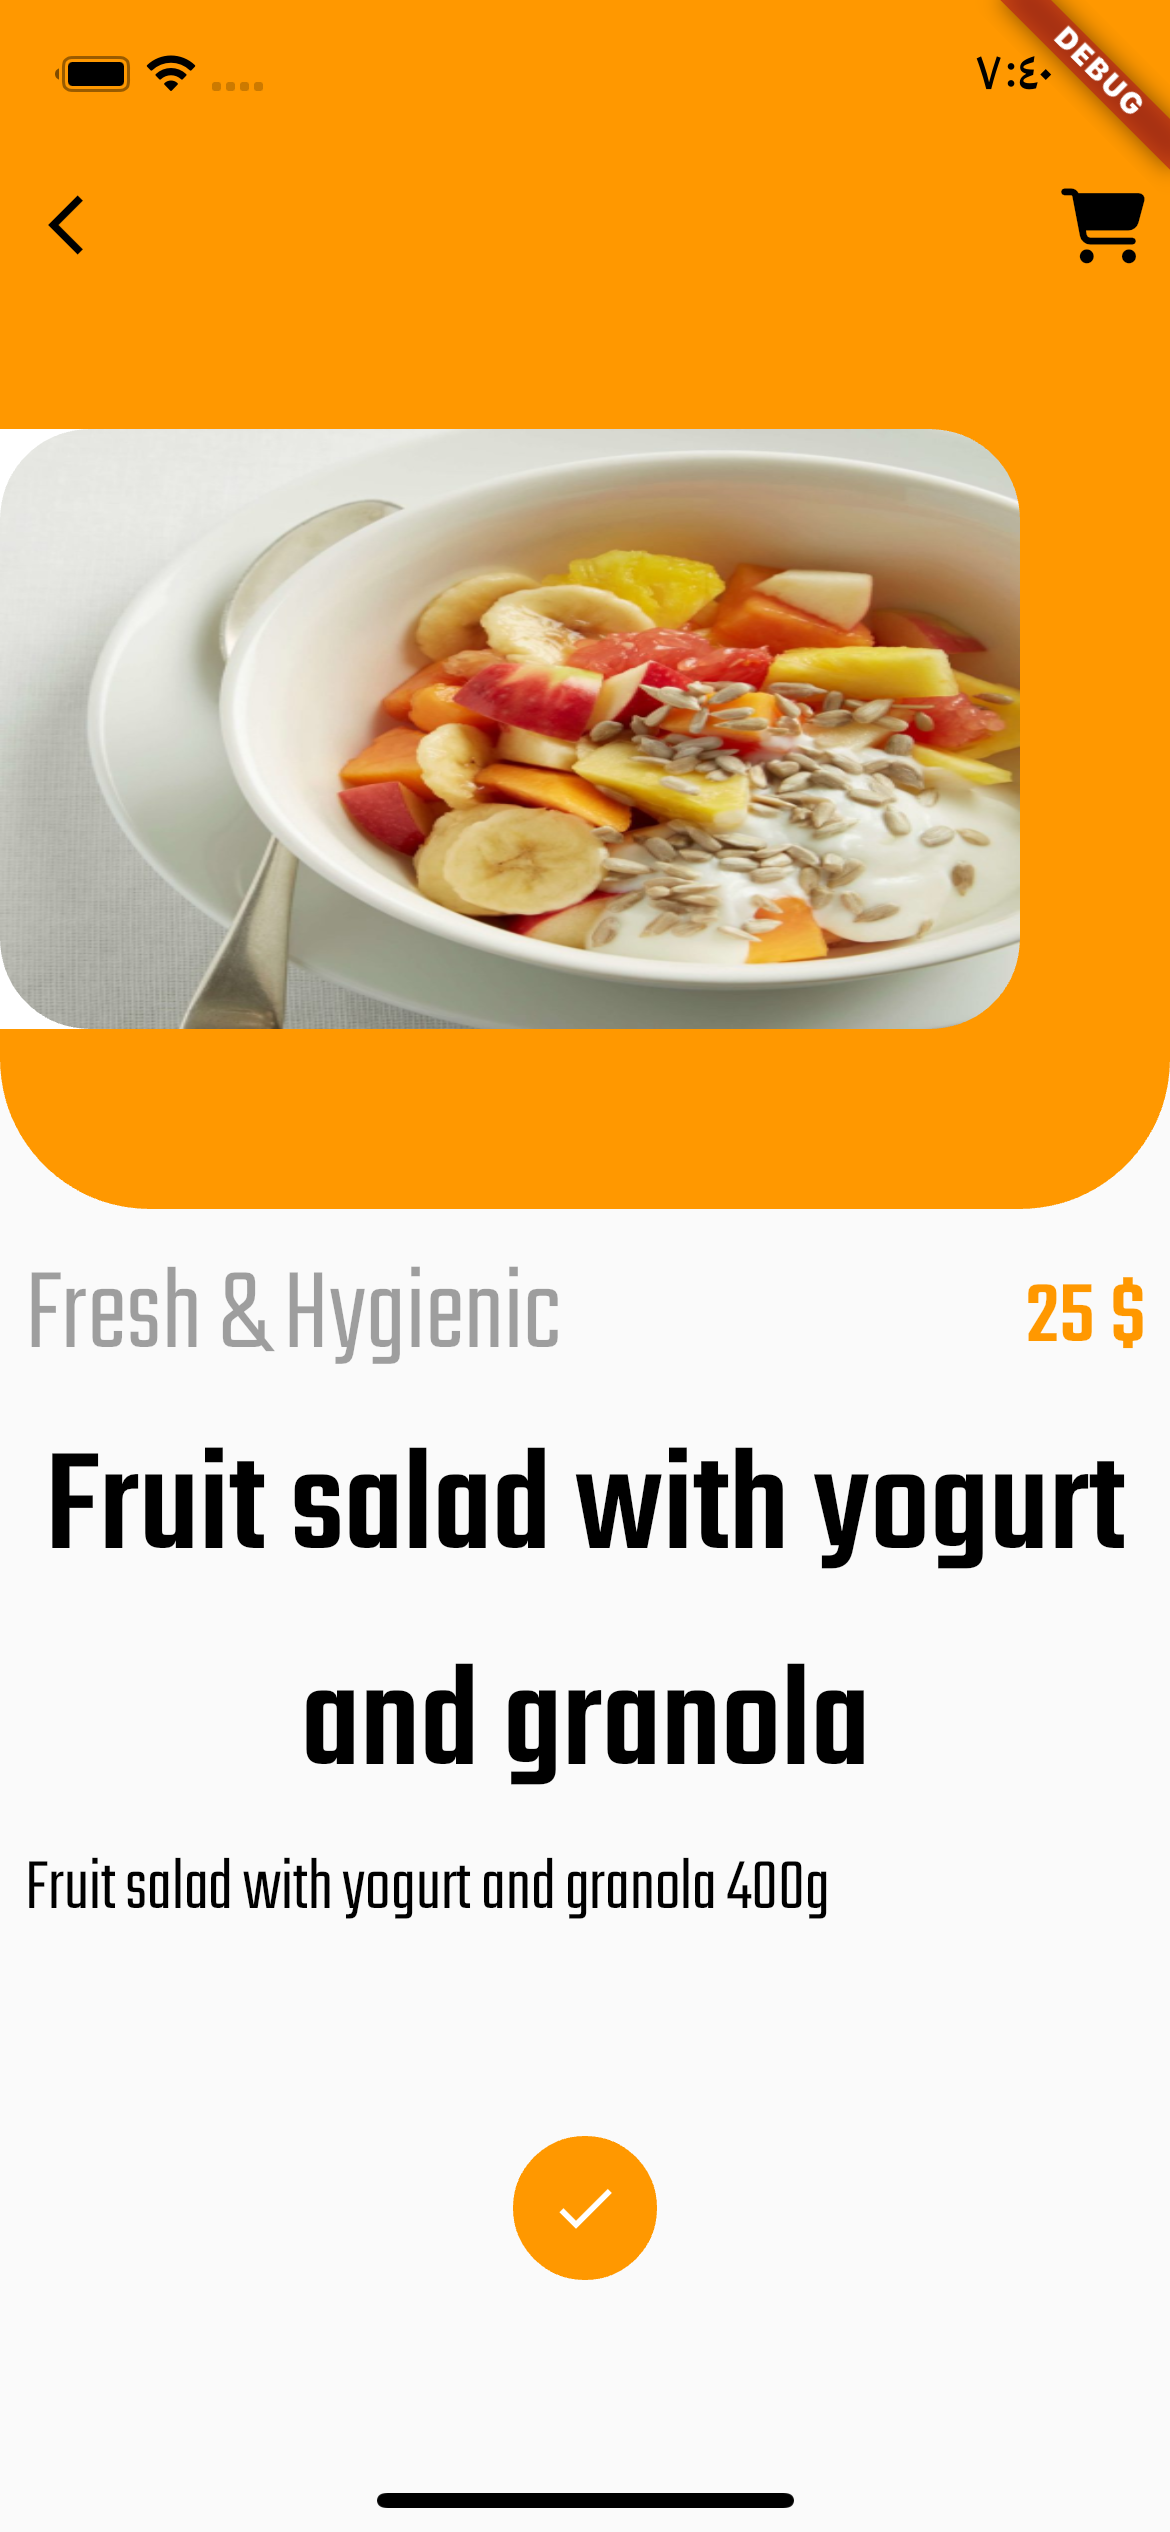 ٧:٤٠
DEBUG
Fresh & Hygienic
25 $
Fruit salad with yogurt
and granola
Fruit salad with yogurt and granola 400g